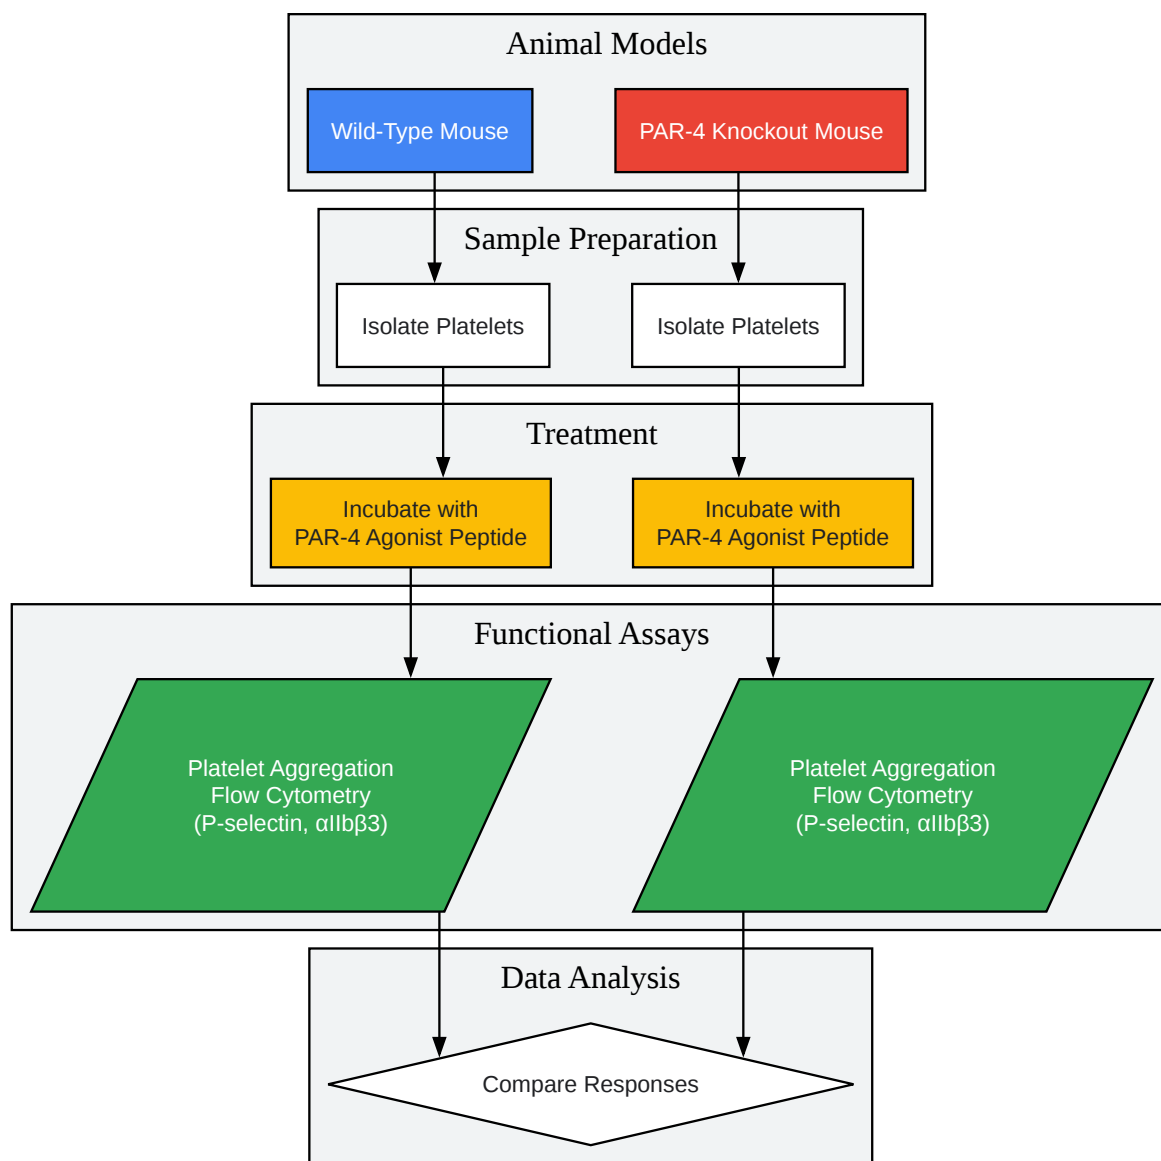 Animal Models
Wild-Type Mouse
PAR-4 Knockout Mouse
Sample Preparation
Isolate Platelets
Isolate Platelets
Treatment
Incubate with
PAR-4 Agonist Peptide
Incubate with
PAR-4 Agonist Peptide
Functional Assays
Platelet Aggregation
Flow Cytometry
(P-selectin, αIIbβ3)
Platelet Aggregation
Flow Cytometry
(P-selectin, αIIbβ3)
Data Analysis
Compare Responses